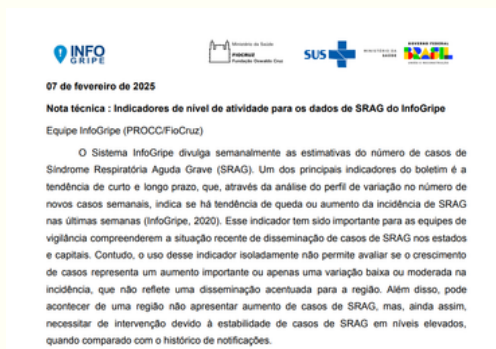 INFO
GRIPE
Ministério da Saúde
FIOCRUZ
Fundação Oswaldo Cruz
SUS
MINISTÉRIO DA
SAÚDE
GOVERNO FEDERAL
BRASIL
UNIÃO E RECONSTRUÇÃO
07 de fevereiro de 2025
Nota técnica : Indicadores de nível de atividade para os dados de SRAG do InfoGripe
Equipe InfoGripe (PROCC/FioCruz)
O Sistema InfoGripe divulga semanalmente as estimativas do número de casos de
Síndrome Respiratória Aguda Grave (SRAG). Um dos principais indicadores do boletim é a
tendência de curto e longo prazo, que, através da análise do perfil de variação no número de
novos casos semanais, indica se há tendência de queda ou aumento da incidência de SRAG
nas últimas semanas (InfoGripe, 2020). Esse indicador tem sido importante para as equipes de
vigilância compreenderem a situação recente de disseminação de casos de SRAG nos estados
e capitais. Contudo, o uso desse indicador isoladamente não permite avaliar se o crescimento
de casos representa um aumento importante ou apenas uma variação baixa ou moderada na
incidência, que não reflete uma disseminação acentuada para a região. Além disso, pode
acontecer de uma região não apresentar aumento de casos de SRAG, mas, ainda assim,
necessitar de intervenção devido à estabilidade de casos de SRAG em níveis elevados,
quando comparado com o histórico de notificações.